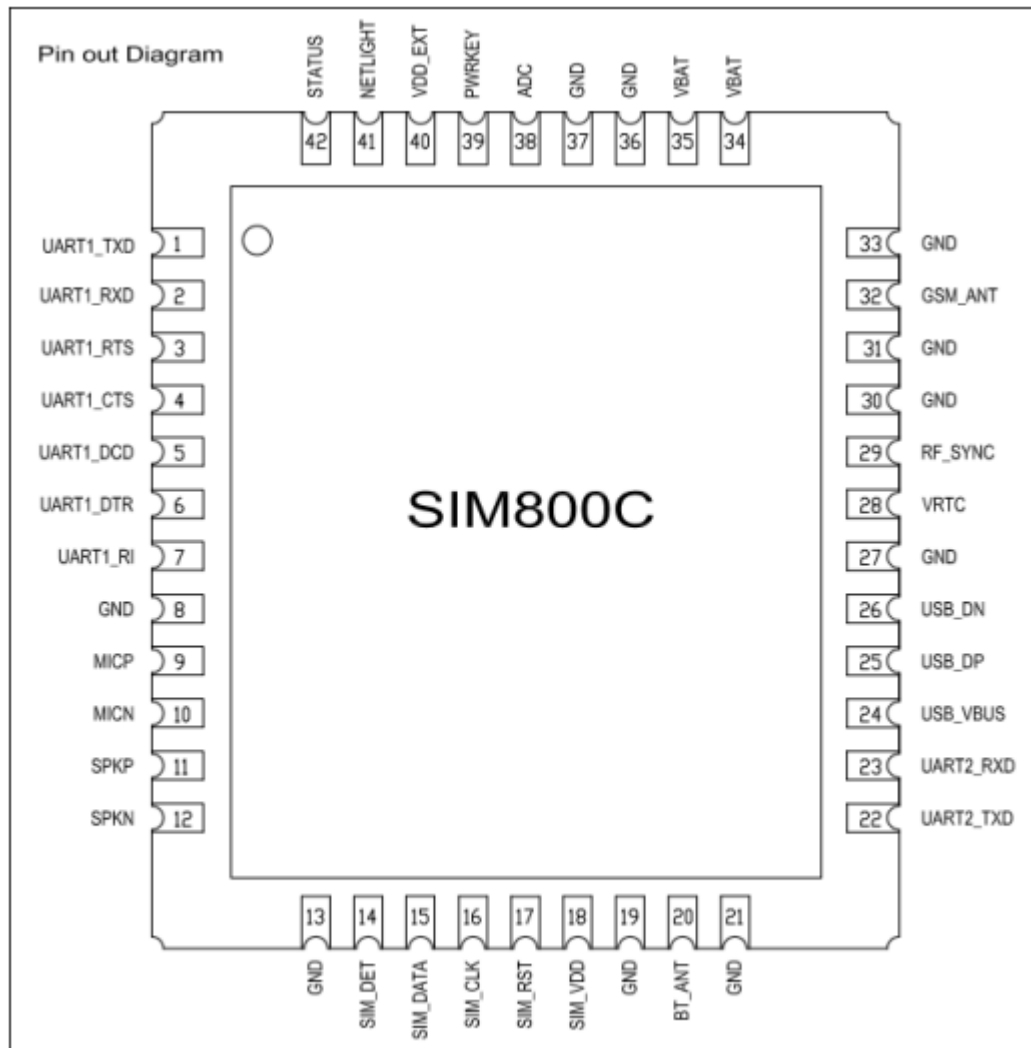 Pin out Diagram
STATUS
NETLIGHT
VDD_EXT
PWRKEY
ADC
GND
GND
VBAT
VBAT
42
41
40
39
38
37
36
35
34
UART1_TXD 1
33 GND
UART1_RXD 2
32 GSM_ANT
UART1_RTS 3
31 GND
UART1_CTS 4
30 GND
UART1_DCD 5
29 RF_SYNC
UART1_DTR 6
28 VRTC
UART1_RI 7
27 GND
GND 8
26 USB_DN
MICP 9
25 USB_DP
MICN 10
24 USB_VBUS
SPKP 11
23 UART2_RXD
SPKN 12
22 UART2_TXD
SIM800C
13
14
15
16
17
18
19
20
21
GND
SIM_DET
SIM_DATA
SIM_CLK
SIM_RST
SIM_VDD
GND
BT_ANT
GND